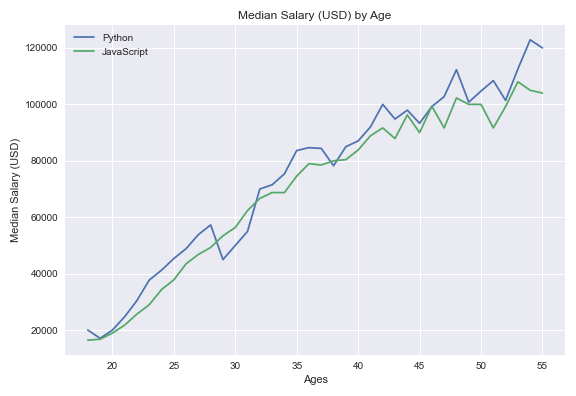 Median Salary (USD) by Age
Python
JavaScript
120000
100000
80000
60000
40000
20000
Median Salary (USD)
20 25 30 35 40 45 50 55
Ages